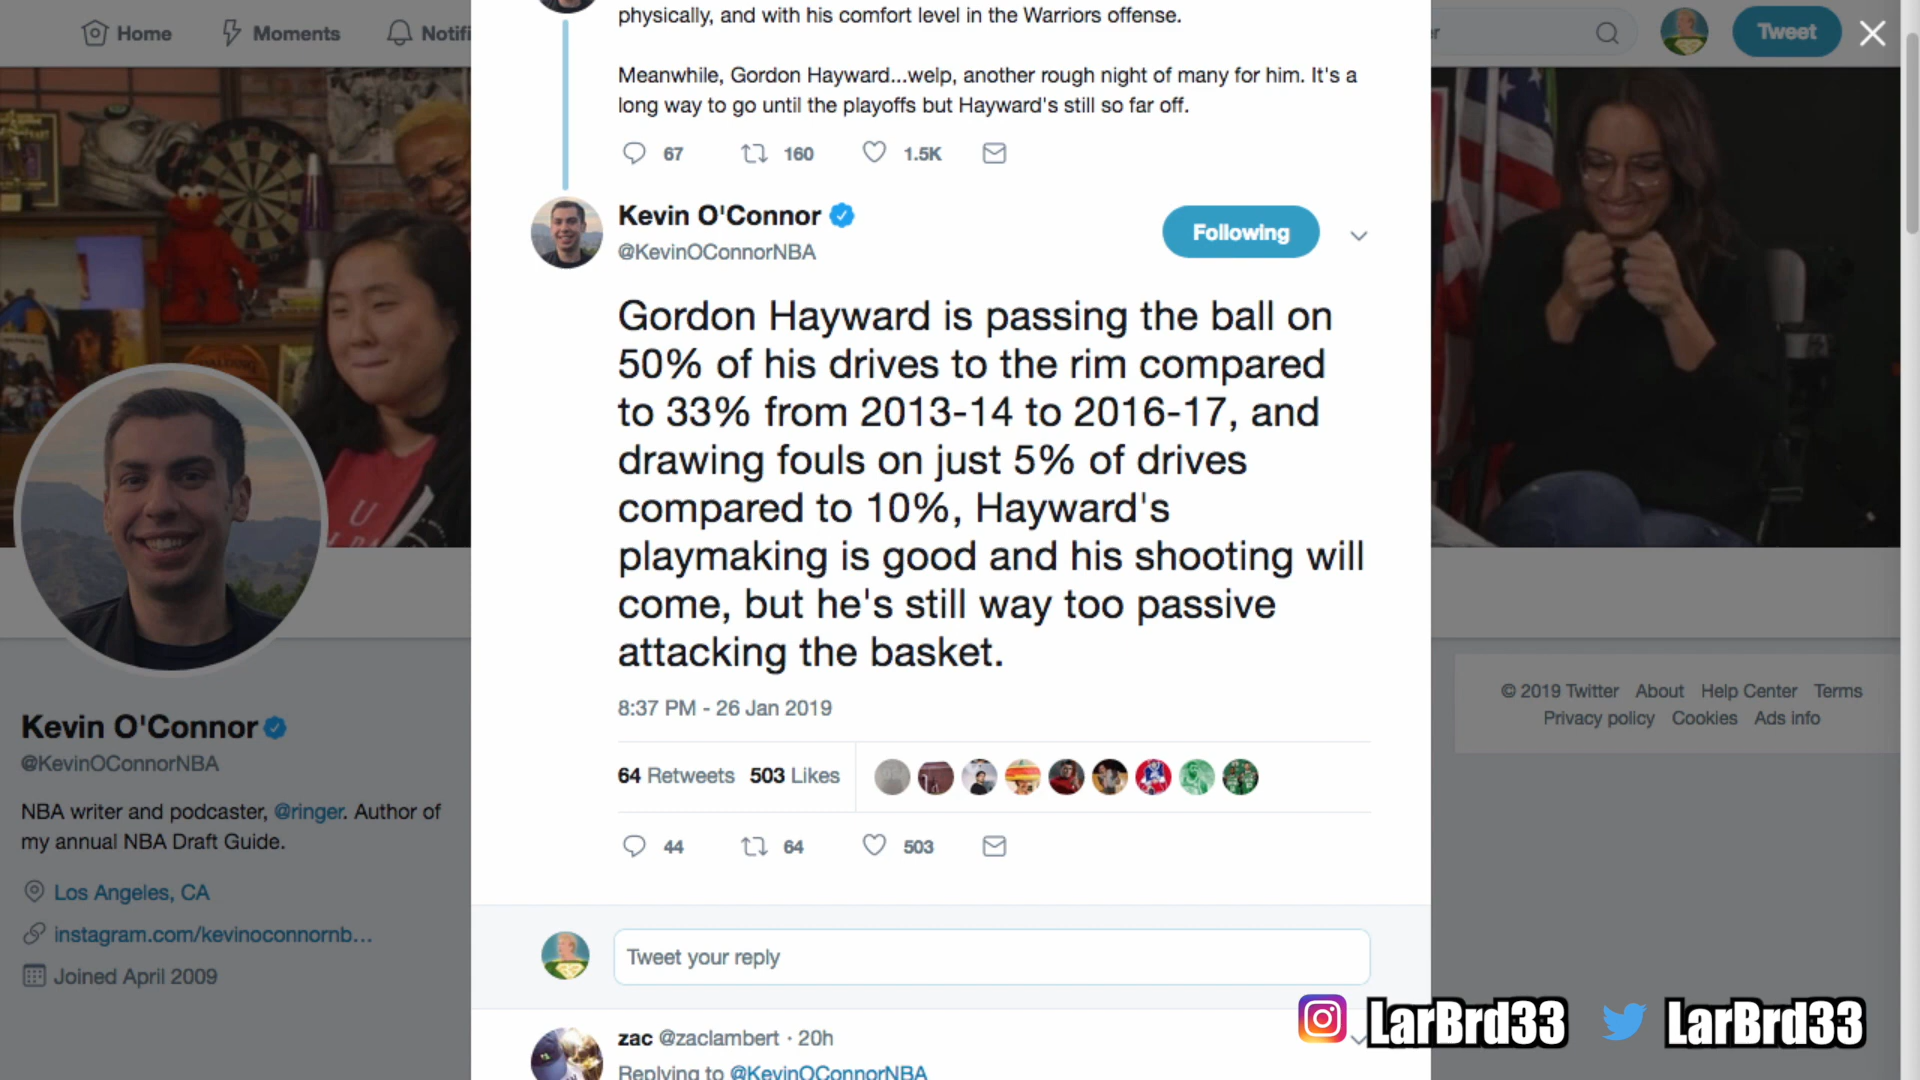 Home
Moments
Notifi
r
Tweet
physically, and with his comfort level in the Warriors offense.
Meanwhile, Gordon Hayward...welp, another rough night of many for him. It's a
long way to go until the playoffs but Hayward's still so far off.
67 160 1.5K
Kevin O'Connor
@KevinOConnorNBA
Following
Gordon Hayward is passing the ball on
50% of his drives to the rim compared
to 33% from 2013-14 to 2016-17, and
drawing fouls on just 5% of drives
compared to 10%, Hayward's
playmaking is good and his shooting will
come, but he's still way too passive
attacking the basket.
8:37 PM - 26 Jan 2019
64 Retweets 503 Likes
44 64 503
Tweet your reply
zac @zaclambert · 20h
Replying to @KevinOConnorNBA
Kevin O'Connor
@KevinOConnorNBA
NBA writer and podcaster, @ringer. Author of
my annual NBA Draft Guide.
Los Angeles, CA
instagram.com/kevinoconnornb...
Joined April 2009
© 2019 Twitter About Help Center Terms
Privacy policy Cookies Ads info
LarBrd33 LarBrd33